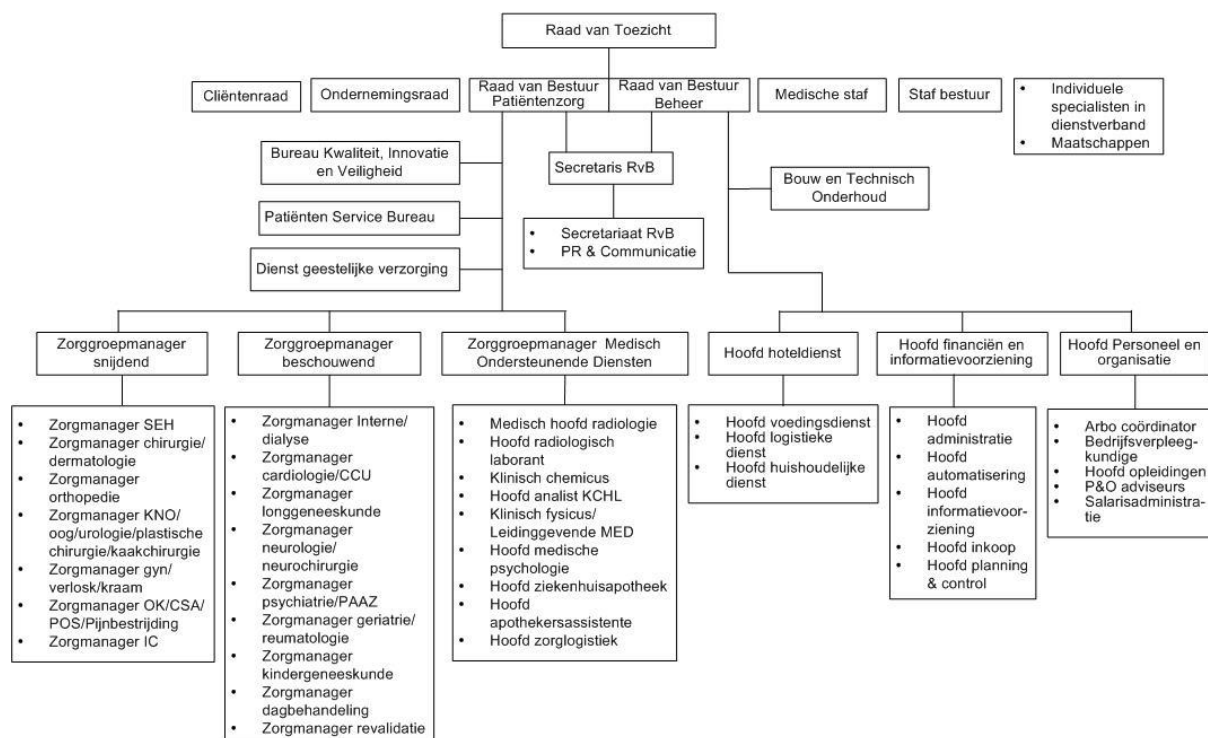 Raad van Toezicht
Cliëntenraad
Ondernemingsraad
Raad van Bestuur
Patiëntenzorg
Raad van Bestuur
Beheer
Medische staf
Staf bestuur
• Individuele
specialisten in
dienstverband
• Maatschappen
Bureau Kwaliteit, Innovatie
en Veiligheid
Secretaris RvB
Bouw en Technisch
Onderhoud
Patiënten Service Bureau
• Secretariaat RvB
• PR & Communicatie
Dienst geestelijke verzorging
Zorggroepmanager
snijdend
Zorggroepmanager
beschouwend
Zorggroepmanager Medisch
Ondersteunende Diensten
Hoofd hoteldienst
Hoofd financiën en
informatievoorziening
Hoofd Personeel en
organisatie
• Zorgmanager SEH
• Zorgmanager chirurgie/
dermatologie
• Zorgmanager
orthopedie
• Zorgmanager KNO/
oog/urologie/plastische
chirurgie/kaakchirurgie
• Zorgmanager gyn/
verlosk/kraam
• Zorgmanager OK/CSA/
POS/Pijnbestrijding
• Zorgmanager IC
• Zorgmanager Interne/
dialyse
• Zorgmanager
cardiologie/CCU
• Zorgmanager
longgeneeskunde
• Zorgmanager
neurologie/
neurochirurgie
• Zorgmanager
psychiatrie/PAAZ
• Zorgmanager geriatrie/
reumatologie
• Zorgmanager
kindergeneeskunde
• Zorgmanager
dagbehandeling
• Zorgmanager revalidatie
• Medisch hoofd radiologie
• Hoofd radiologisch
laborant
• Klinisch chemicus
• Hoofd analist KCHL
• Klinisch fysicus/
Leidinggevende MED
• Hoofd medische
psychologie
• Hoofd ziekenhuisapotheek
• Hoofd
apothekersassistente
• Hoofd zorglogistiek
• Hoofd voedingsdienst
• Hoofd logistieke
dienst
• Hoofd huishoudelijke
dienst
• Hoofd
administratie
• Hoofd
automatisering
• Hoofd
informatievoor-
ziening
• Hoofd inkoop
• Hoofd planning
& control
• Arbo coördinator
• Bedrijfsverpleeg-
kundige
• Hoofd opleidingen
• P&O adviseurs
• Salarisadministra-
tie